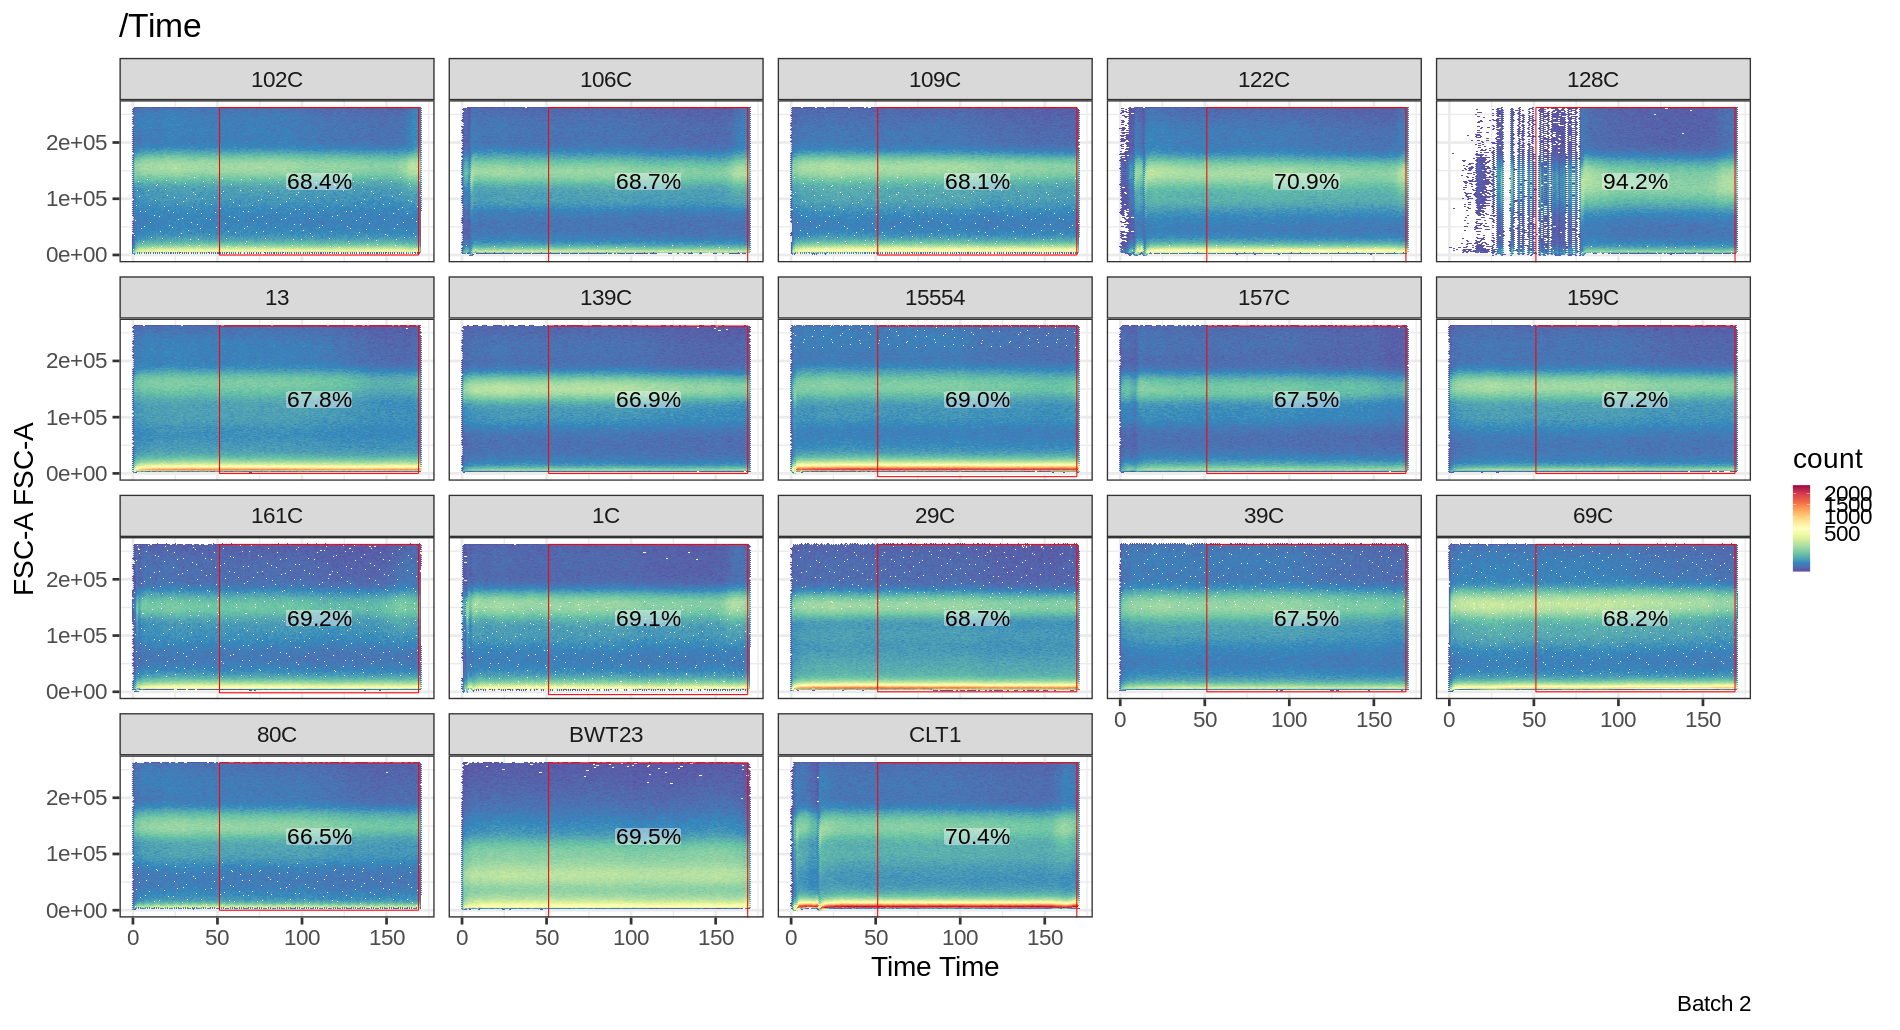 /Time
102C 106C 109C 122C 128C
2e+05
1e+05
0e+00
68.4% 68.7% 68.1% 70.9% 94.2%
13 139C 15554 157C 159C
2e+05
1e+05
0e+00
67.8% 66.9% 69.0% 67.5% 67.2%
161C 1C 29C 39C 69C
2e+05
1e+05
0e+00
69.2% 69.1% 68.7% 67.5% 68.2%
0 50 100 150 0 50 100 150
80C BWT23 CLT1
2e+05
1e+05
0e+00
66.5% 69.5% 70.4%
0 50 100 150 0 50 100 150 0 50 100 150
FSC-A FSC-A
Time Time
count
2000
1500
1000
500
Batch 2